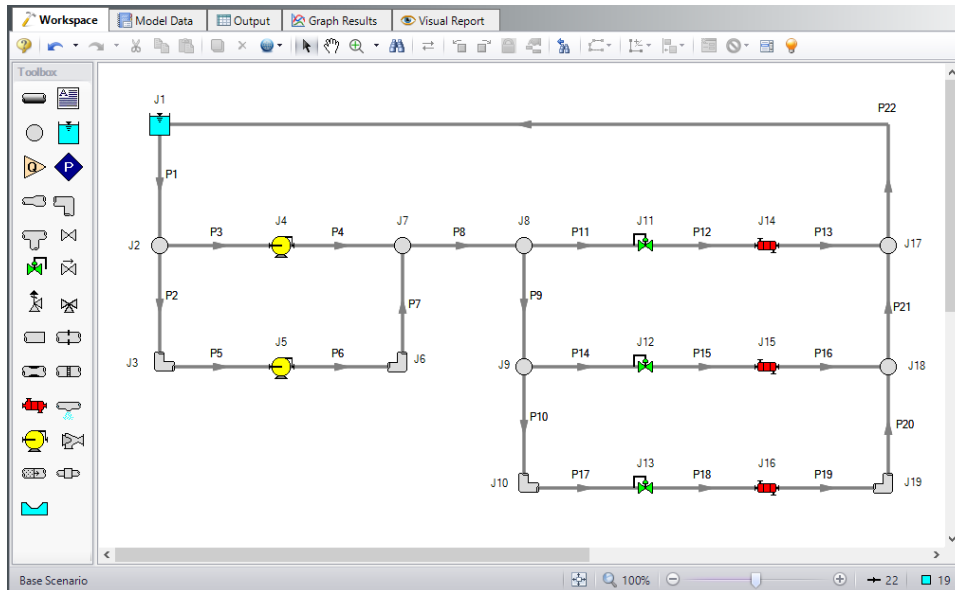 Workspace Model Data Output Graph Results Visual Report
Toolbox
A
Q P
J1
P22
P1
J4 J7 J8 J11 J14
P3 P4 P8 P11 P12 P13
J2 J17
P2 P7 P9 P21
J5 J12 J15
J3 P5 P6 J6 J9 P14 P15 P16 J18
P10 P20
J13 J16
J10 P17 P18 P19 J19
Base Scenario 100% 22 19